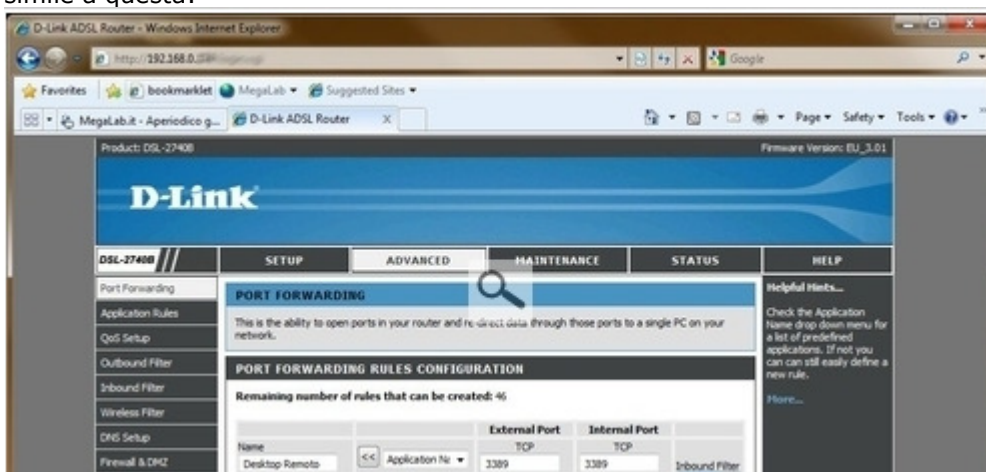 simile a questa:
D-Link ADSL Router - Windows Internet Explorer
http://192.168.0.
Google
Favorites bookmarklet MegaLab Suggested Sites
MegaLab.it - Aperiodico g... D-Link ADSL Router X Page Safety Tools
Product: DSL-2740B Firmware Version: EU_3.01
D-Link
DSL-2740B SETUP ADVANCED MAINTENANCE STATUS HELP
Port Forwarding
Application Rules
QoS Setup
Outbound Filter
Inbound Filter
Wireless Filter
DNS Setup
Firewall & DMZ
PORT FORWARDING
This is the ability to open ports in your router and re-direct data through those ports to a single PC on your
network.
PORT FORWARDING RULES CONFIGURATION
Remaining number of rules that can be created: 46
External Port Internal Port
Name TCP TCP
Desktop Remoto << Application Na 3389 3389 Inbound Filter
Helpful Hints...
Check the Application
Name drop down menu for
a list of predefined
applications. If not you
can can still easily define a
new rule.
More...